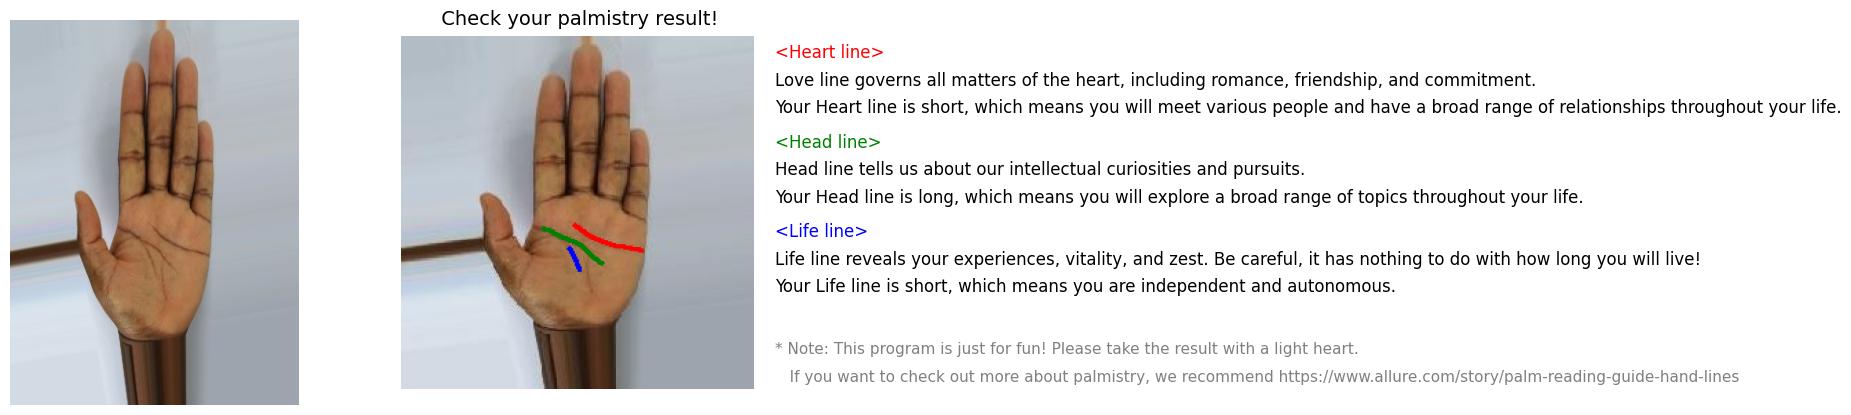 Check your palmistry result!
<Heart line>
Love line governs all matters of the heart, including romance, friendship, and commitment.
Your Heart line is short, which means you will meet various people and have a broad range of relationships throughout your life.
<Head line>
Head line tells us about our intellectual curiosities and pursuits.
Your Head line is long, which means you will explore a broad range of topics throughout your life.
<Life line>
Life line reveals your experiences, vitality, and zest. Be careful, it has nothing to do with how long you will live!
Your Life line is short, which means you are independent and autonomous.
* Note: This program is just for fun! Please take the result with a light heart.
If you want to check out more about palmistry, we recommend https://www.allure.com/story/palm-reading-guide-hand-lines